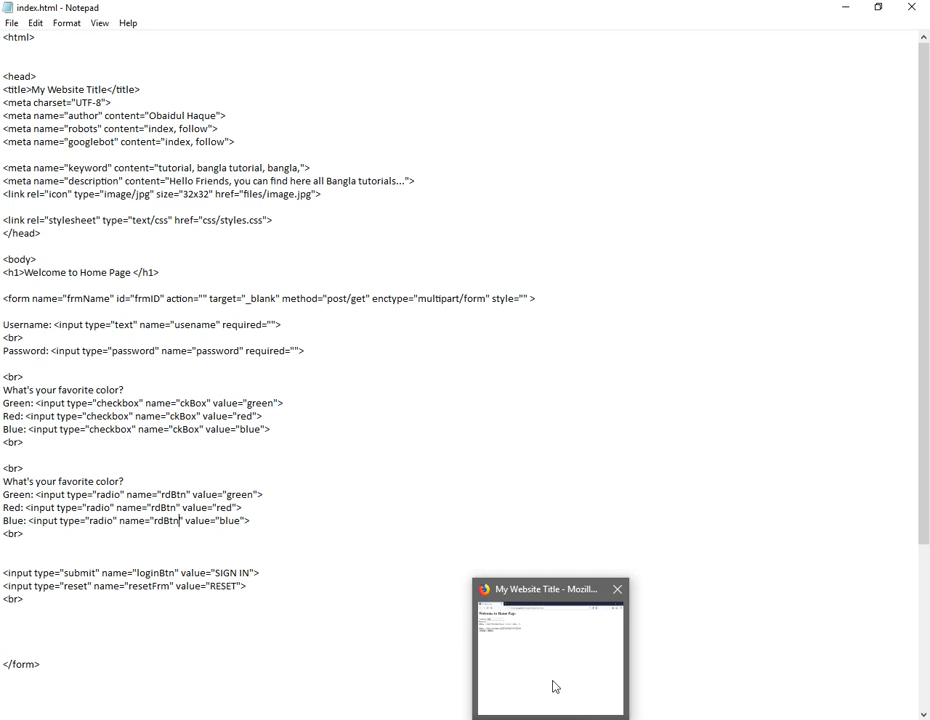 index.html - Notepad
File Edit Format View Help
<html>
<head>
<title>My Website Title</title>
<meta charset="UTF-8">
<meta name="author" content="Obaidul Haque">
<meta name="robots" content="index, follow">
<meta name="googlebot" content="index, follow">
<meta name="keyword" content="tutorial, bangla tutorial, bangla,">
<meta name="description" content="Hello Friends, you can find here all Bangla tutorials...">
<link rel="icon" type="image/jpg" size="32x32" href="files/image.jpg">
<link rel="stylesheet" type="text/css" href="css/styles.css">
</head>
<body>
<h1>Welcome to Home Page </h1>
<form name="frmName" id="frmID" action="" target="_blank" method="post/get" enctype="multipart/form" style="" >
Username: <input type="text" name="usename" required="">
<br>
Password: <input type="password" name="password" required="">
<br>
What's your favorite color?
Green: <input type="checkbox" name="ckBox" value="green">
Red: <input type="checkbox" name="ckBox" value="red">
Blue: <input type="checkbox" name="ckBox" value="blue">
<br>
<br>
What's your favorite color?
Green: <input type="radio" name="rdBtn" value="green">
Red: <input type="radio" name="rdBtn" value="red">
Blue: <input type="radio" name="rdBtn" value="blue">
<br>
<input type="submit" name="loginBtn" value="SIGN IN">
<input type="reset" name="resetFrm" value="RESET">
<br>
My Website Title - Mozill...
Welcome to Home Page
</form>